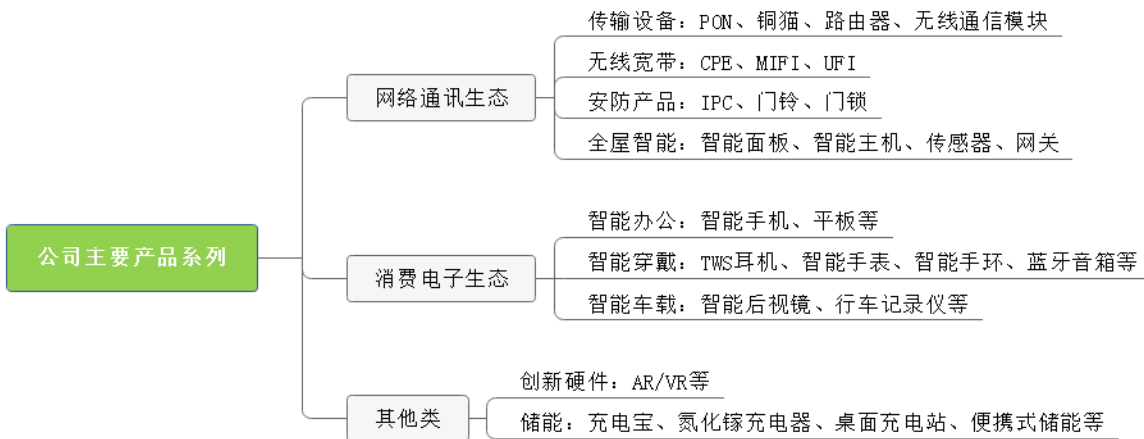 公司主要产品系列
网络通讯生态
传输设备：PON、铜猫、路由器、无线通信模块
无线宽带：CPE、MIFI、UFI
安防产品：IPC、门铃、门锁
全屋智能：智能面板、智能主机、传感器、网关
消费电子生态
智能办公：智能手机、平板等
智能穿戴：TWS耳机、智能手表、智能手环、蓝牙音箱等
智能车载：智能后视镜、行车记录仪等
其他类
创新硬件：AR/VR等
储能：充电宝、氮化镓充电器、桌面充电站、便携式储能等